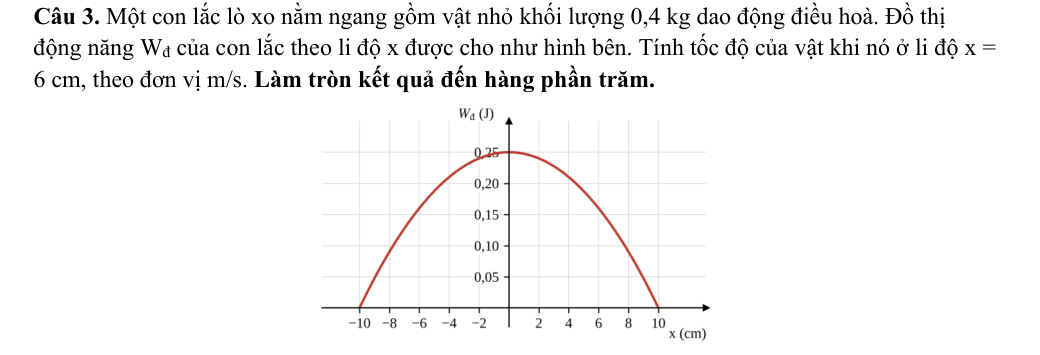 Câu 3. Một con lắc lò xo nằm ngang gồm vật nhỏ khối lượng 0,4 kg dao động điều hoà. Đồ thị
động năng Wđ của con lắc theo li độ x được cho như hình bên. Tính tốc độ của vật khi nó ở li độ x =
6 cm, theo đơn vị m/s. Làm tròn kết quả đến hàng phần trăm.
Wđ (J)
0,25
0,20
0,15
0,10
0,05
−10 −8 −6 −4 −2 2 4 6 8 10
x (cm)